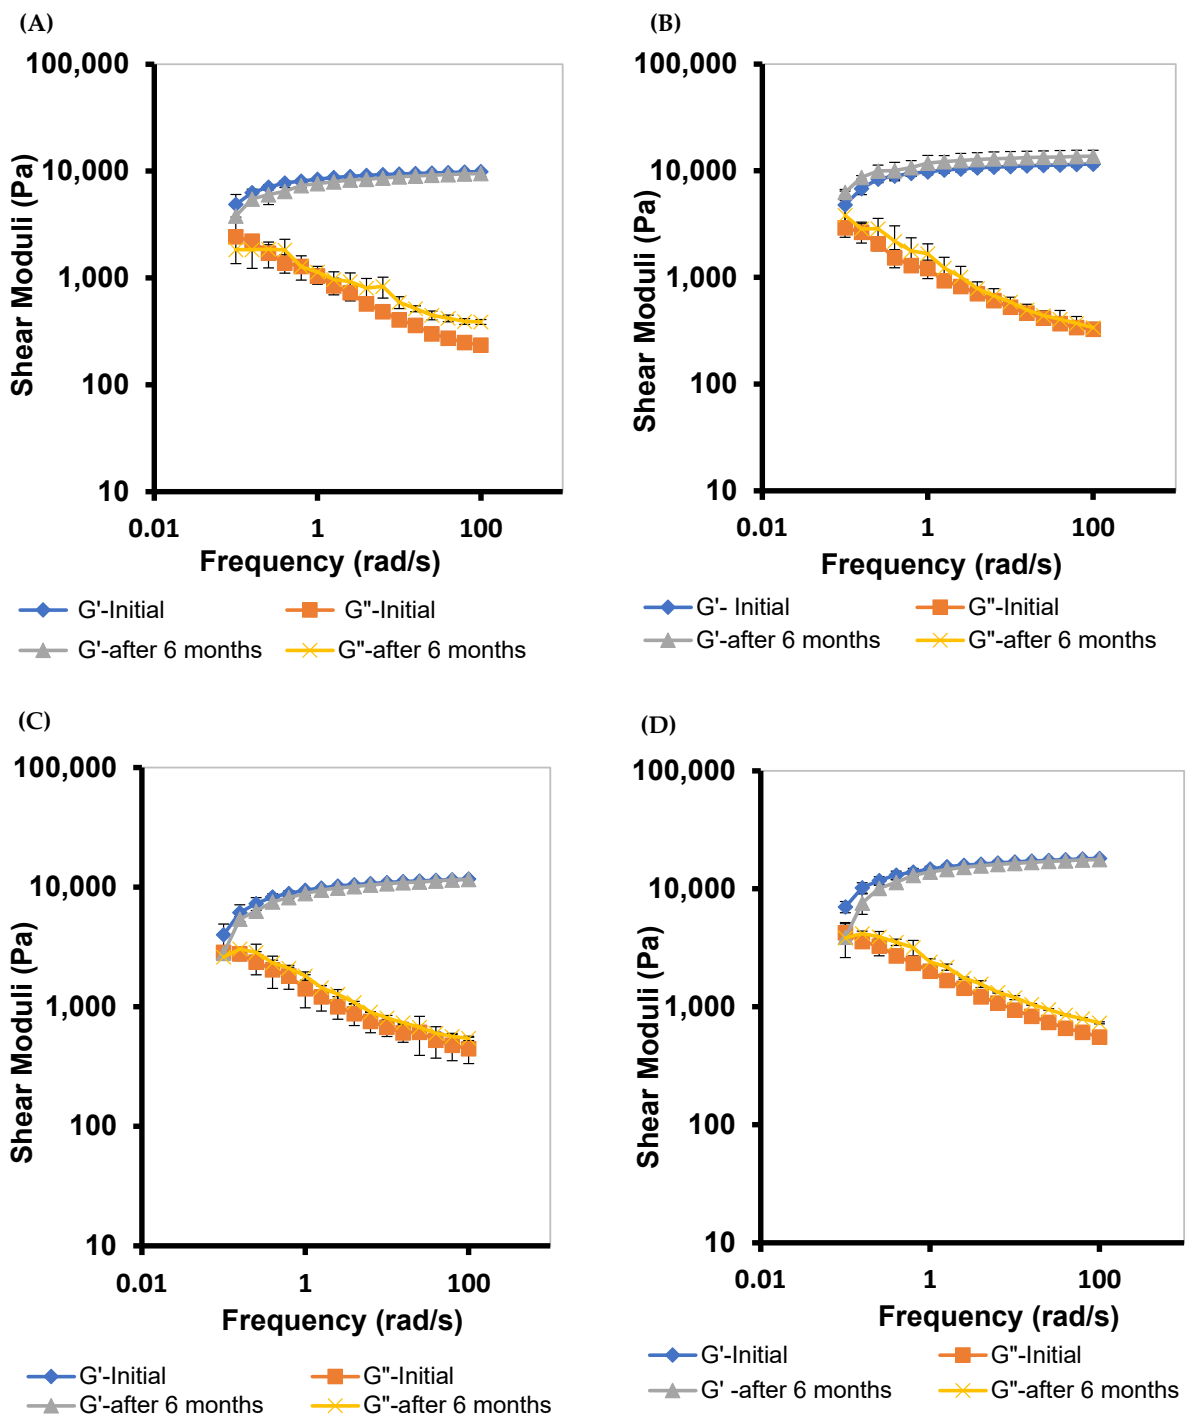 (A)
100,000
10,000
1,000
100
10
Shear Moduli (Pa)
0.01 1 100
Frequency (rad/s)
G'-Initial G"-Initial
G'-after 6 months G"-after 6 months
(B)
100,000
10,000
1,000
100
10
Shear Moduli (Pa)
0.01 1 100
Frequency (rad/s)
G'- Initial G"-Initial
G'-after 6 months G"-after 6 months
(C)
100,000
10,000
1,000
100
10
Shear Moduli (Pa)
0.01 1 100
Frequency (rad/s)
G'-Initial G"-Initial
G'-after 6 months G"-after 6 months
(D)
100,000
10,000
1,000
100
10
Shear Moduli (Pa)
0.01 1 100
Frequency (rad/s)
G'-Initial G"-Initial
G' -after 6 months G"-after 6 months